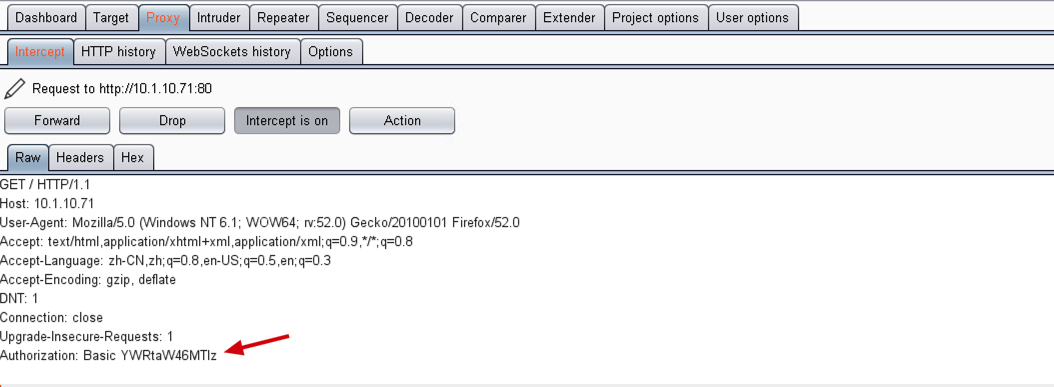 Dashboard Target Proxy Intruder Repeater Sequencer Decoder Comparer Extender Project options User options
Intercept HTTP history WebSockets history Options
Request to http://10.1.10.71:80
Forward Drop Intercept is on Action
Raw Headers Hex
GET / HTTP/1.1
Host: 10.1.10.71
User-Agent: Mozilla/5.0 (Windows NT 6.1; WOW64; rv:52.0) Gecko/20100101 Firefox/52.0
Accept: text/html,application/xhtml+xml,application/xml;q=0.9,*/*;q=0.8
Accept-Language: zh-CN,zh;q=0.8,en-US;q=0.5,en;q=0.3
Accept-Encoding: gzip, deflate
DNT: 1
Connection: close
Upgrade-Insecure-Requests: 1
Authorization: Basic YWRtaW46MTIz